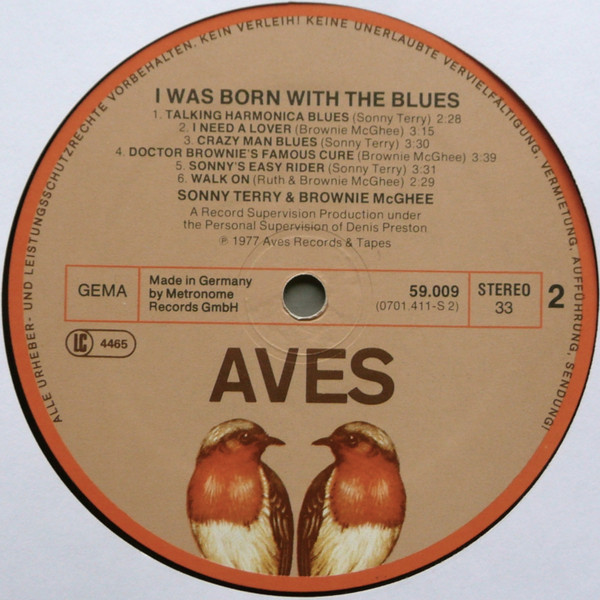 ALLE URHEBER- UND LEISTUNGSSCHUTZRECHTE VORBEHALTEN. KEIN VERLEIH! KEINE UNERLAUBTE VERVIELFÄLTIGUNG, VERMIETUNG, AUFFÜHRUNG, SENDUNG!
I WAS BORN WITH THE BLUES
1. TALKING HARMONICA BLUES (Sonny Terry) 2:28
2. I NEED A LOVER (Brownie McGhee) 3:15
3. CRAZY MAN BLUES (Sonny Terry) 3:30
4. DOCTOR BROWNIE'S FAMOUS CURE (Brownie McGhee) 3:39
5. SONNY'S EASY RIDER (Sonny Terry) 3:31
6. WALK ON (Ruth & Brownie McGhee) 2:29
SONNY TERRY & BROWNIE McGHEE
A Record Supervision Production under
the Personal Supervision of Denis Preston
℗ 1977 Aves Records & Tapes
GEMA
Made in Germany
by Metronome
Records GmbH
59.009
(0701.411-S 2)
STEREO
33
2
LC 4465
AVES